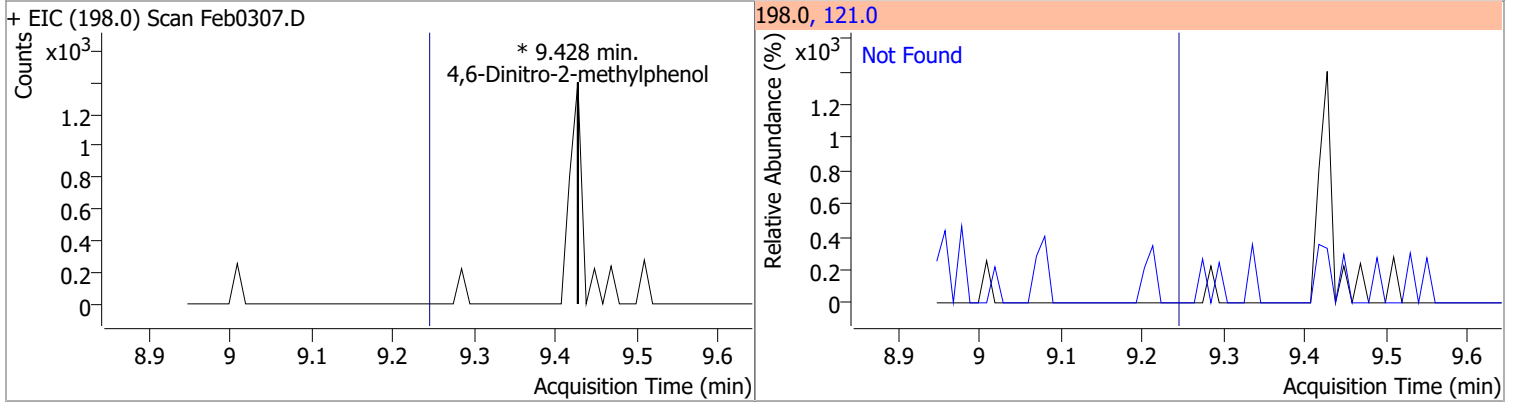 + EIC (198.0) Scan Feb0307.D
Counts
x10³
* 9.428 min.
4,6-Dinitro-2-methylphenol
1.2
1
0.8
0.6
0.4
0.2
0
8.9 9 9.1 9.2 9.3 9.4 9.5 9.6
Acquisition Time (min)
198.0, 121.0
Relative Abundance (%)
x10³
Not Found
1.2
1
0.8
0.6
0.4
0.2
0
8.9 9 9.1 9.2 9.3 9.4 9.5 9.6
Acquisition Time (min)